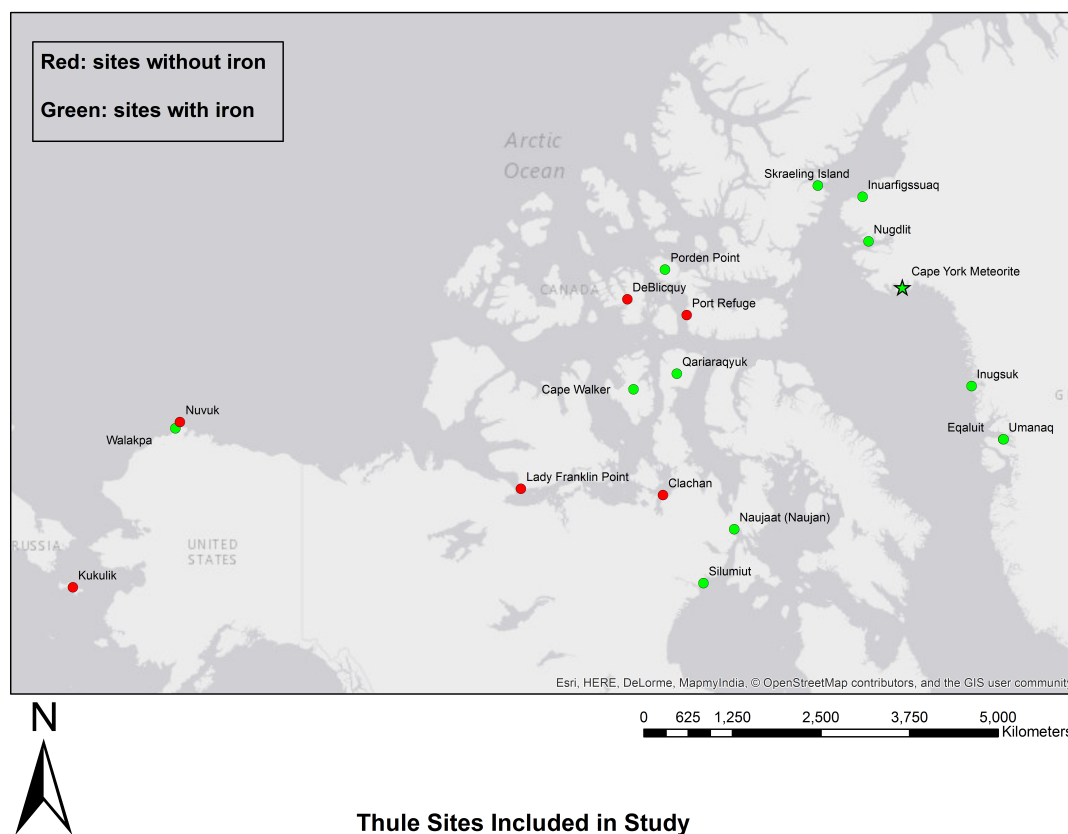 Red: sites without iron
Green: sites with iron
Arctic
Ocean
Skraeling Island
Inuarfigssuaq
Nugdlit
Porden Point
Cape York Meteorite
CANADA
DeBlicquy
Port Refuge
Qariaraqyuk
Cape Walker
Inugsuk
G
Nuvuk
Walakpa
Eqaluit
Umanaq
Lady Franklin Point
Clachan
Naujaat (Naujan)
RUSSIA
UNITED
STATES
Kukulik
Silumiut
Esri, HERE, DeLorme, MapmyIndia, © OpenStreetMap contributors, and the GIS user community
N
0 625 1,250 2,500 3,750 5,000
Kilometers
Thule Sites Included in Study